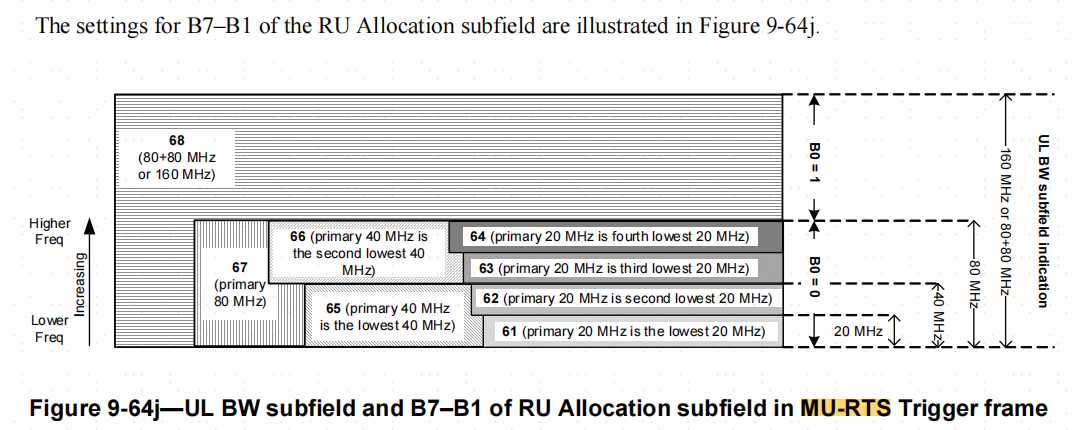 The settings for B7–B1 of the RU Allocation subfield are illustrated in Figure 9-64j.
68
(80+80 MHz
or 160 MHz)
Higher
Freq
Increasing
Lower
Freq
67
(primary
80 MHz)
66 (primary 40 MHz is
the second lowest 40
MHz)
65 (primary 40 MHz
is the lowest 40 MHz)
64 (primary 20 MHz is fourth lowest 20 MHz)
63 (primary 20 MHz is third lowest 20 MHz)
62 (primary 20 MHz is second lowest 20 MHz)
61 (primary 20 MHz is the lowest 20 MHz)
B0 = 1
B0 = 0
20 MHz
40 MHz
80 MHz
160 MHz or 80+80 MHz
UL BW subfield indication
Figure 9-64j—UL BW subfield and B7–B1 of RU Allocation subfield in MU-RTS Trigger frame